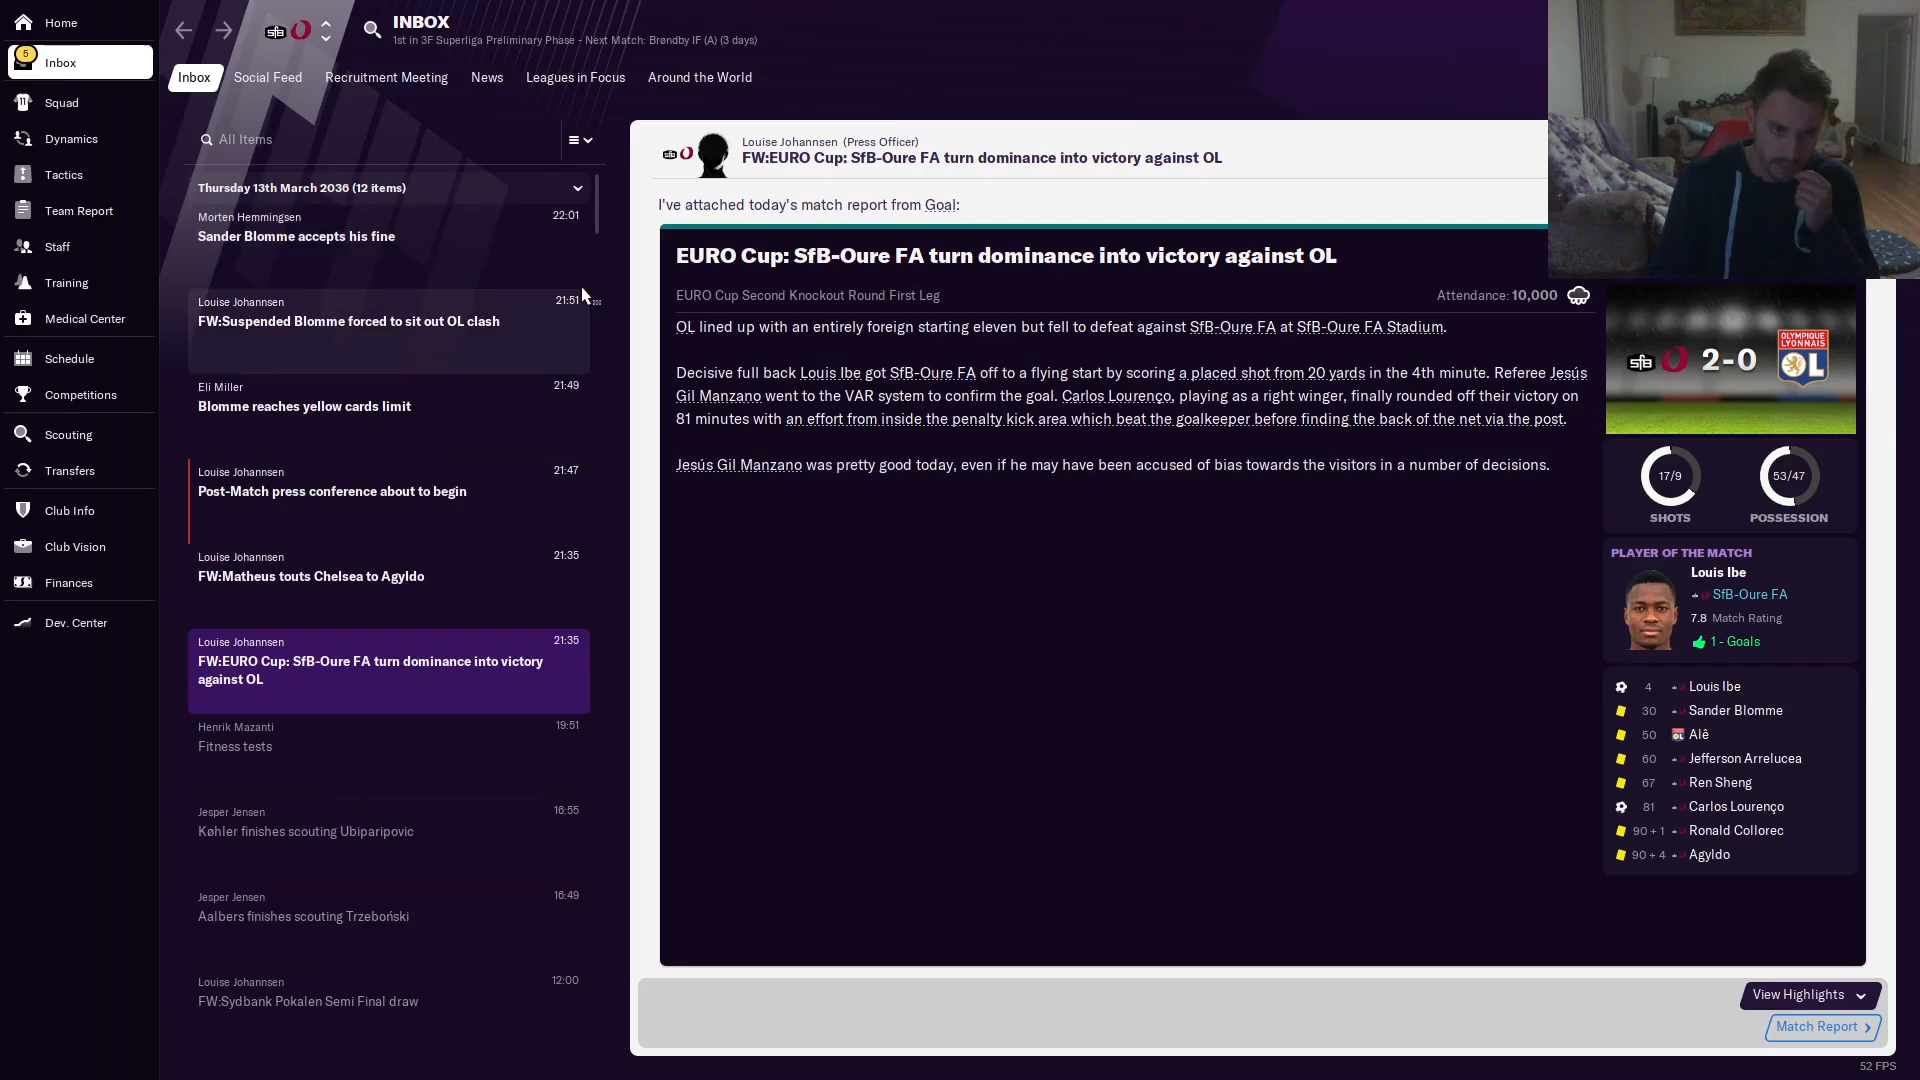 Home
5
Inbox
Squad
Dynamics
Tactics
Team Report
Staff
Training
Medical Center
Schedule
Competitions
Scouting
Transfers
Club Info
Club Vision
Finances
Dev. Center
INBOX
1st in 3F Superliga Preliminary Phase - Next Match: Brøndby IF (A) (3 days)
Inbox Social Feed Recruitment Meeting News Leagues in Focus Around the World
All Items
Thursday 13th March 2036 (12 items)
Morten Hemmingsen 22:01
Sander Blomme accepts his fine
Louise Johannsen 21:51
FW:Suspended Blomme forced to sit out OL clash
Eli Miller 21:49
Blomme reaches yellow cards limit
Louise Johannsen 21:47
Post-Match press conference about to begin
Louise Johannsen 21:35
FW:Matheus touts Chelsea to Agyldo
Louise Johannsen 21:35
FW:EURO Cup: SfB-Oure FA turn dominance into victory
against OL
Henrik Mazanti 19:51
Fitness tests
Jesper Jensen 16:55
Køhler finishes scouting Ubiparipovic
Jesper Jensen 16:49
Aalbers finishes scouting Trzeboński
Louise Johannsen 12:00
FW:Sydbank Pokalen Semi Final draw
Louise Johannsen (Press Officer)
FW:EURO Cup: SfB-Oure FA turn dominance into victory against OL
I've attached today's match report from Goal:
EURO Cup: SfB-Oure FA turn dominance into victory against OL
EURO Cup Second Knockout Round First Leg Attendance: 10,000
OL lined up with an entirely foreign starting eleven but fell to defeat against SfB-Oure FA at SfB-Oure FA Stadium.
Decisive full back Louis Ibe got SfB-Oure FA off to a flying start by scoring a placed shot from 20 yards in the 4th minute. Referee Jesús
Gil Manzano went to the VAR system to confirm the goal. Carlos Lourenço, playing as a right winger, finally rounded off their victory on
81 minutes with an effort from inside the penalty kick area which beat the goalkeeper before finding the back of the net via the post.
Jesús Gil Manzano was pretty good today, even if he may have been accused of bias towards the visitors in a number of decisions.
sfb 2-0 OLYMPIQUE LYONNAIS OL
17/9 53/47
SHOTS POSSESSION
PLAYER OF THE MATCH
Louis Ibe
SfB-Oure FA
7.8 Match Rating
1 - Goals
4 Louis Ibe
30 Sander Blomme
50 Alê
60 Jefferson Arrelucea
67 Ren Sheng
81 Carlos Lourenço
90 + 1 Ronald Collorec
90 + 4 Agyldo
View Highlights
Match Report
52 FPS